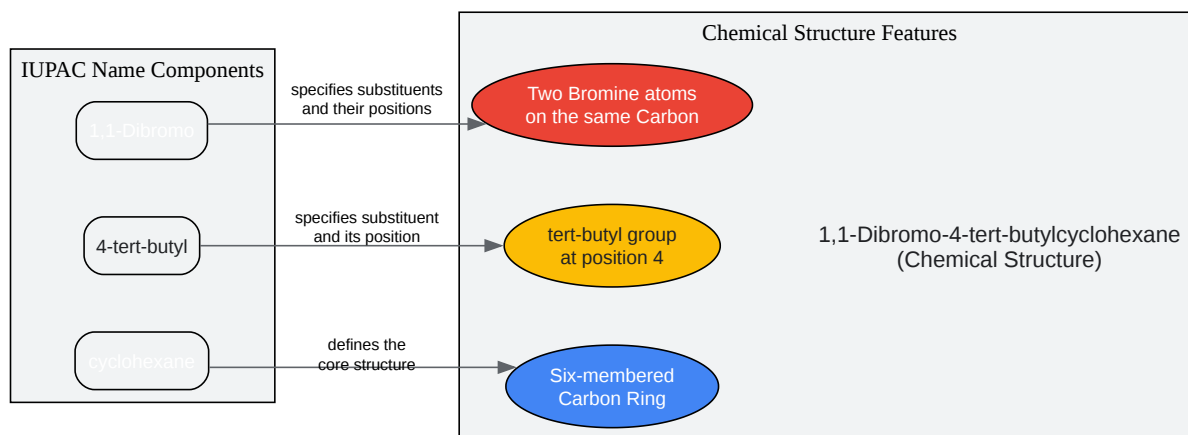 Chemical Structure Features
IUPAC Name Components
1,1-Dibromo
specifies substituents
and their positions
Two Bromine atoms
on the same Carbon
4-tert-butyl
specifies substituent
and its position
tert-butyl group
at position 4
1,1-Dibromo-4-tert-butylcyclohexane
(Chemical Structure)
cyclohexane
defines the
core structure
Six-membered
Carbon Ring